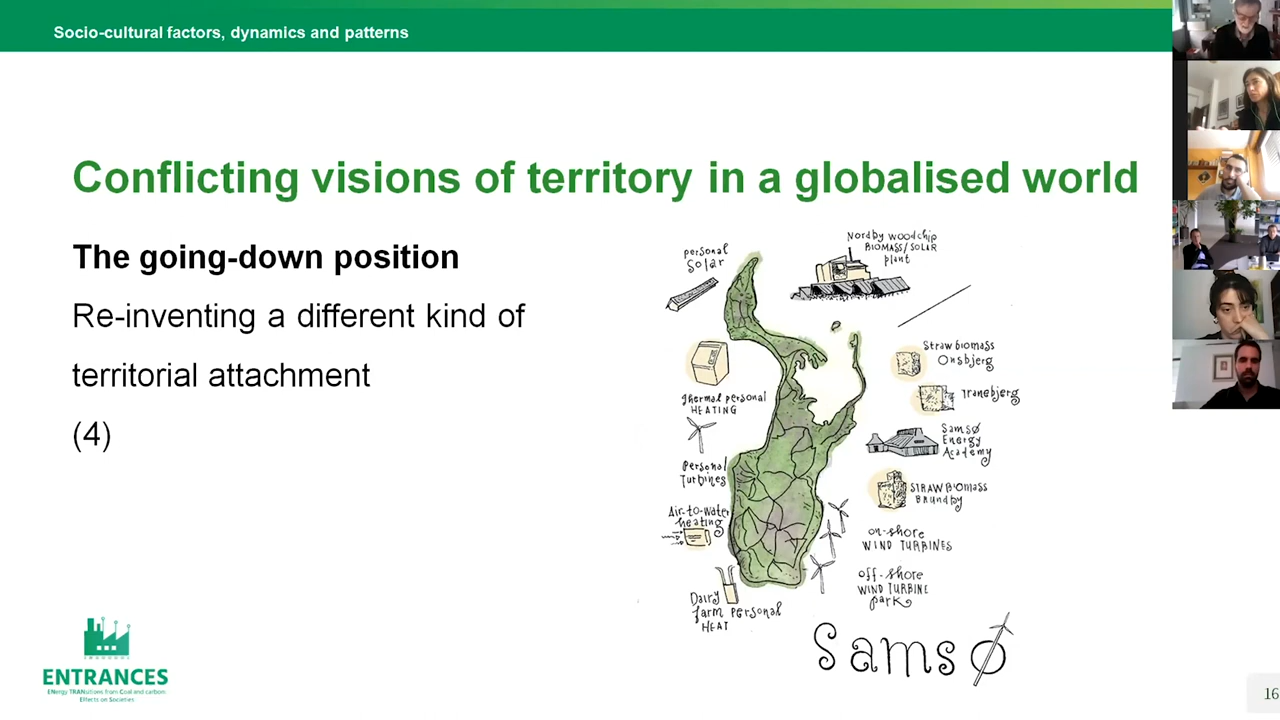 Socio-cultural factors, dynamics and patterns
Conflicting visions of territory in a globalised world
The going-down position
Re-inventing a different kind of
territorial attachment
(4)
personal
Solar
Nordby woodchip
BIOMASS/SOLAR
plant
Straw biomass
Onsbjerg
Thermal personal
HEATING
Tranebjerg
Samsø
Energy
Academy
Personal
Turbines
STRAW BIOMASS
BRUNDBY
Air-to-water
heating
on-shore
WIND TURBINES
off-shore
WIND TURBINE
park
Dairy
farm PERSONAL
HEAT
Samsø
ENTRANCES
ENergy TRANsitions from Coal and carbon:
Effects on Societies
16